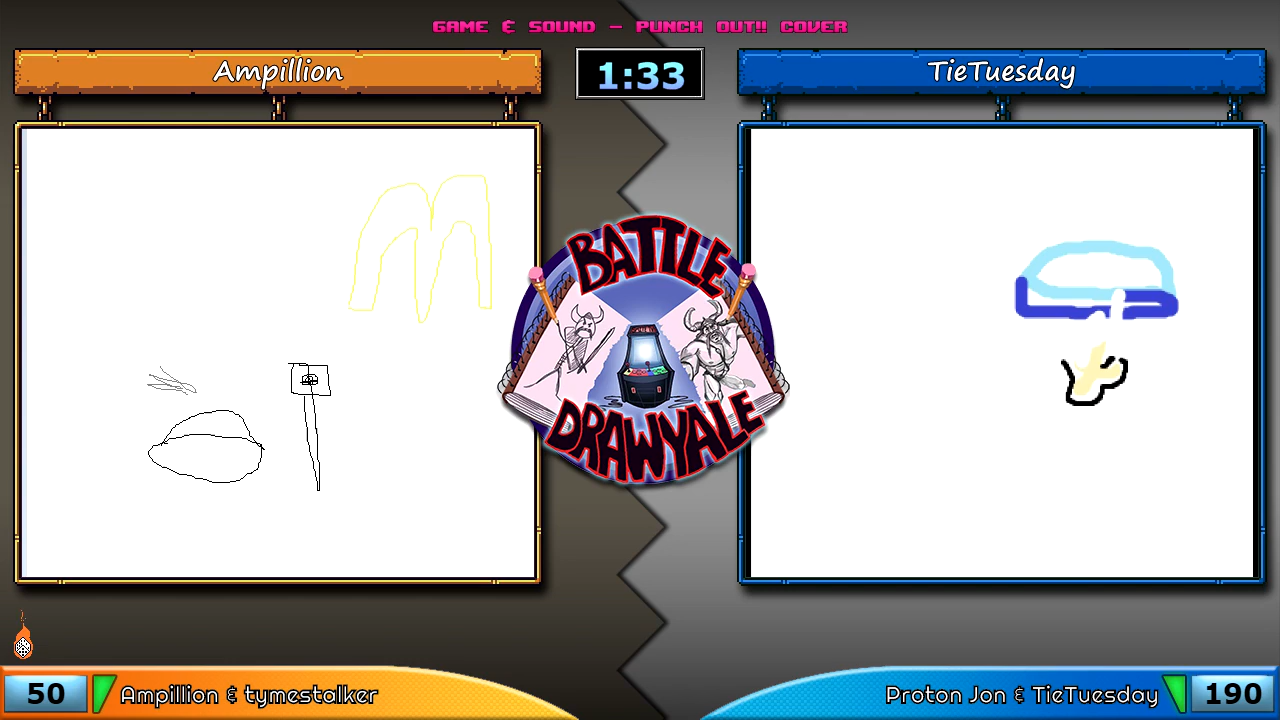 GAME & SOUND - PUNCH OUT!! COVER
Ampillion
1:33
TieTuesday
M
BATTLE
DRAWYALE
50
Ampillion & tymestalker
Proton Jon & TieTuesday
190